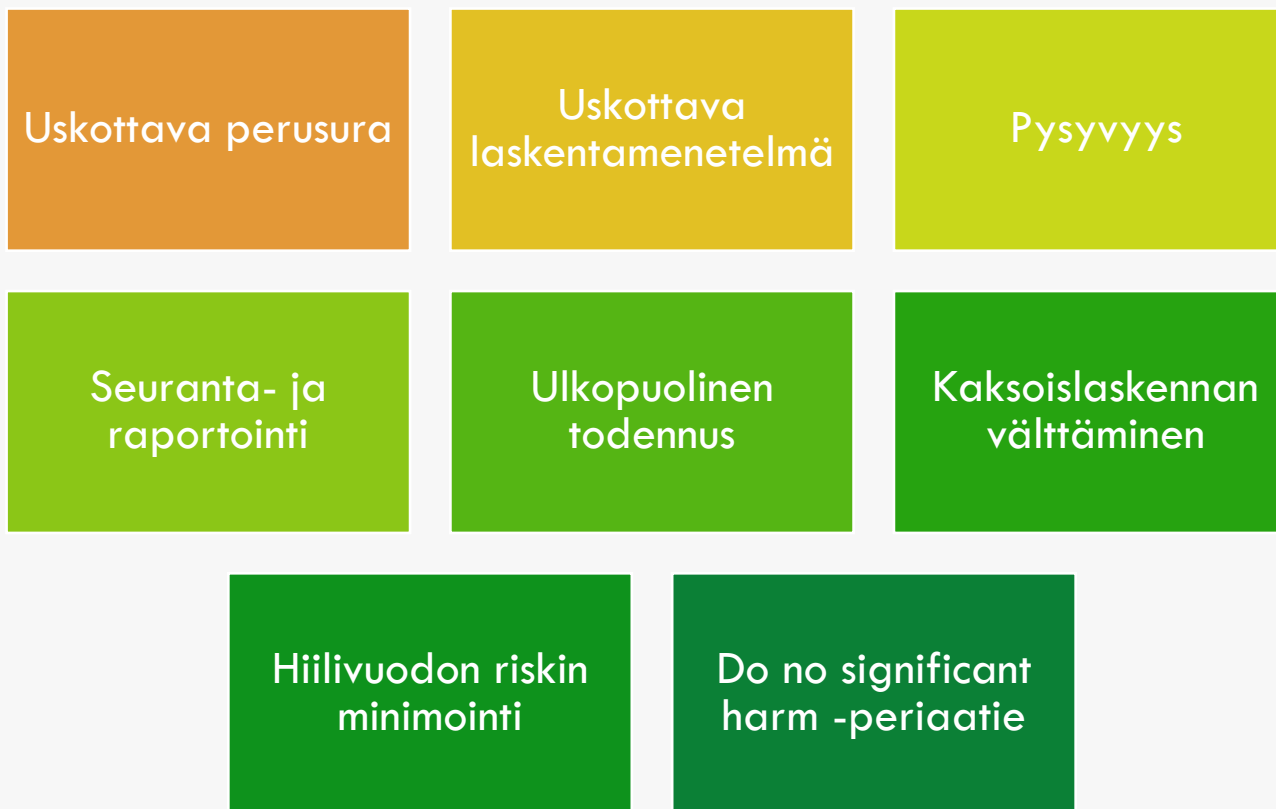 Uskottava perusura
Uskottava
laskentamenetelmä
Pysyvyys
Seuranta- ja
raportointi
Ulkopuolinen
todennus
Kaksoislaskennan
välttäminen
Hiilivuodon riskin
minimointi
Do no significant
harm -periaatie